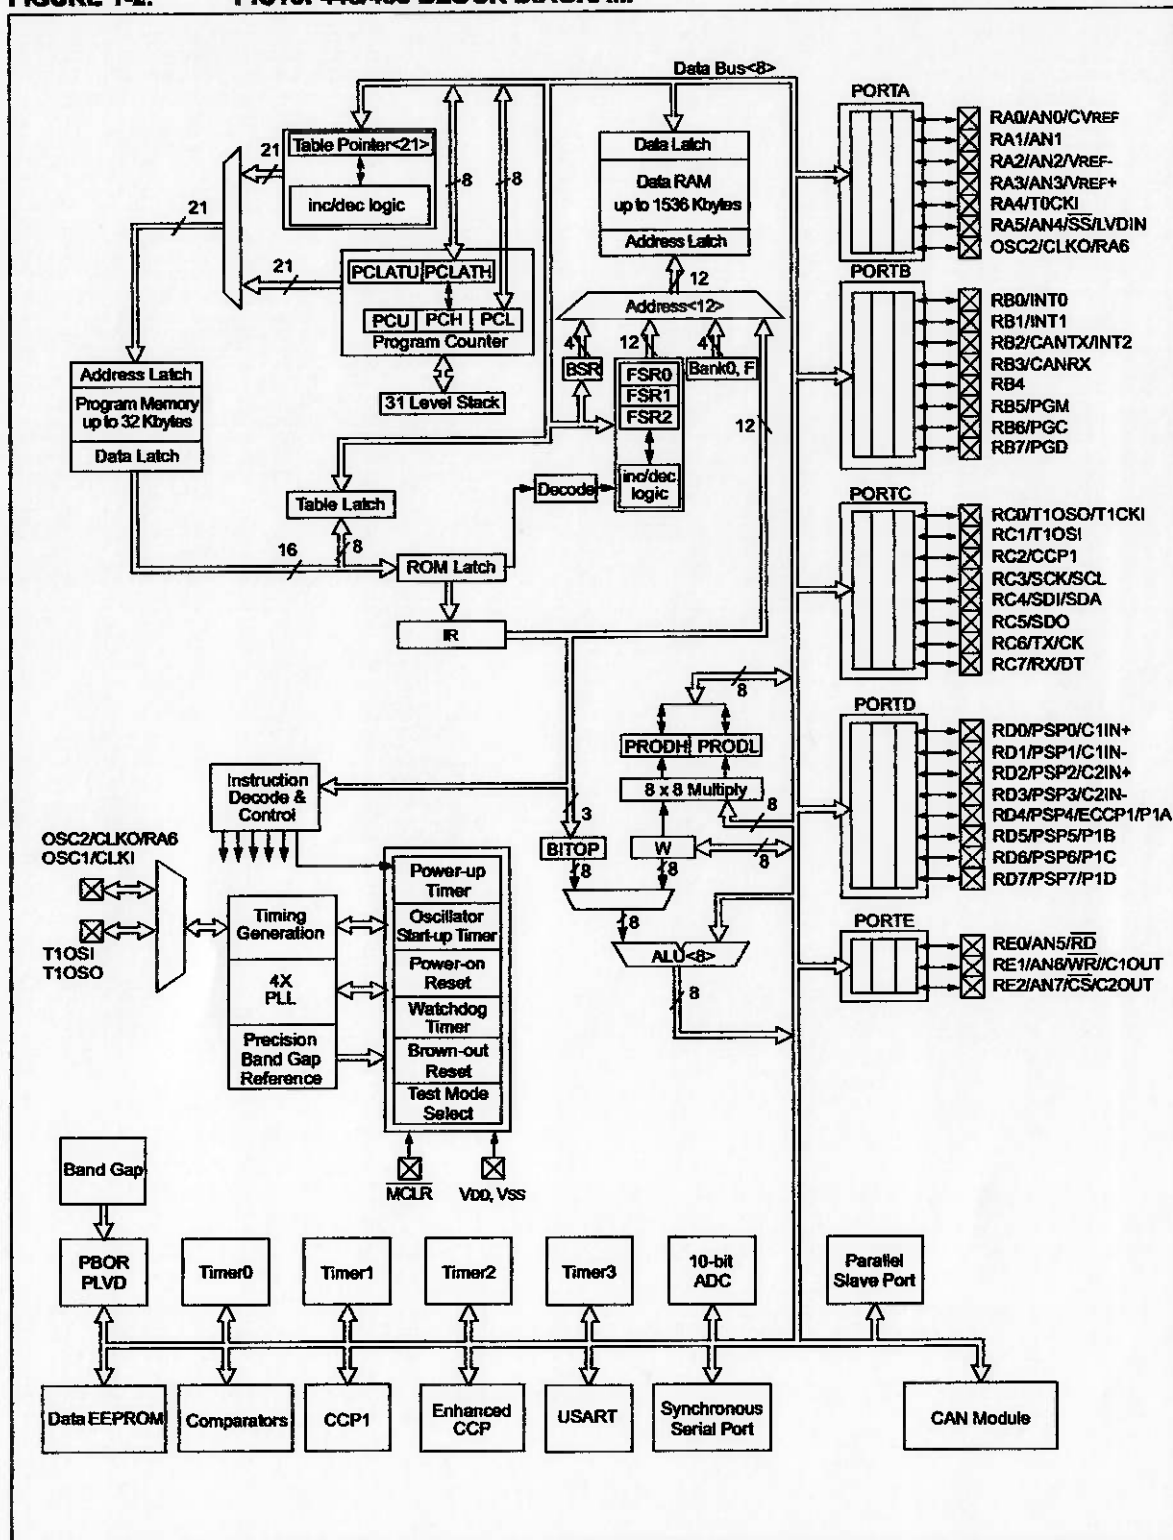 Data Bus<8>
21
Table Pointer<21>
inc/dec logic
8
8
21
21
PCLATU PCLATH
PCU PCH PCL
Program Counter
31 Level Stack
Address Latch
Program Memory
up to 32 Kbytes
Data Latch
Table Latch
16
8
ROM Latch
IR
Decode
Data Latch
Data RAM
up to 1536 Kbytes
Address Latch
12
Address<12>
4
12
4
BSR
FSR0
FSR1
FSR2
Bank0, F
inc/dec
logic
12
8
PRODH PRODL
8 x 8 Multiply
8
3
BITOP
W
8
8
8
8
ALU<8>
8
Instruction
Decode &
Control
OSC2/CLKO/RA6
OSC1/CLKI
T1OSI
T1OSO
Timing
Generation
4X
PLL
Precision
Band Gap
Reference
Power-up
Timer
Oscillator
Start-up Timer
Power-on
Reset
Watchdog
Timer
Brown-out
Reset
Test Mode
Select
MCLR
VDD, VSS
PORTA
RA0/AN0/CVREF
RA1/AN1
RA2/AN2/VREF-
RA3/AN3/VREF+
RA4/T0CKI
RA5/AN4/SS/LVDIN
OSC2/CLKO/RA6
PORTB
RB0/INT0
RB1/INT1
RB2/CANTX/INT2
RB3/CANRX
RB4
RB5/PGM
RB6/PGC
RB7/PGD
PORTC
RC0/T1OSO/T1CKI
RC1/T1OSI
RC2/CCP1
RC3/SCK/SCL
RC4/SDI/SDA
RC5/SDO
RC6/TX/CK
RC7/RX/DT
PORTD
RD0/PSP0/C1IN+
RD1/PSP1/C1IN-
RD2/PSP2/C2IN+
RD3/PSP3/C2IN-
RD4/PSP4/ECCP1/P1A
RD5/PSP5/P1B
RD6/PSP6/P1C
RD7/PSP7/P1D
PORTE
RE0/AN5/RD
RE1/AN6/WR//C1OUT
RE2/AN7/CS/C2OUT
Band Gap
PBOR
PLVD
Timer0
Timer1
Timer2
Timer3
10-bit
ADC
Parallel
Slave Port
Data EEPROM
Comparators
CCP1
Enhanced
CCP
USART
Synchronous
Serial Port
CAN Module